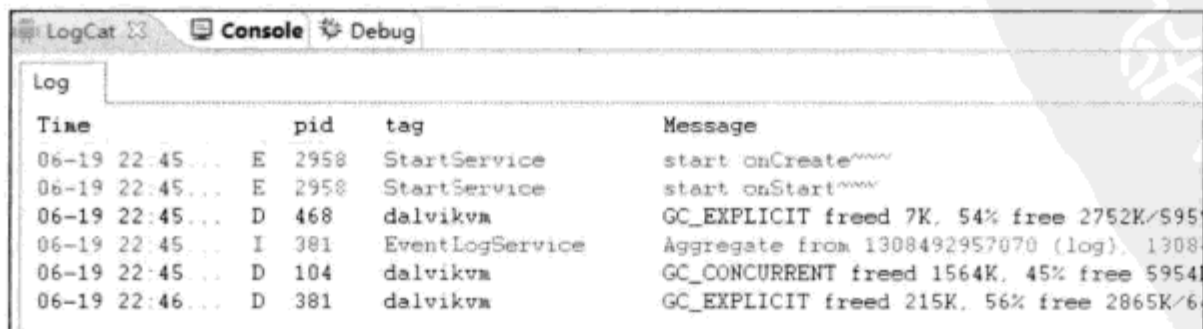 LogCat Console Debug
Log
Time pid tag Message
06-19 22:45... E 2958 StartService start onCreate~~~
06-19 22:45... E 2958 StartService start onStart~~~
06-19 22:45... D 468 dalvikvm GC_EXPLICIT freed 7K, 54% free 2752K/595
06-19 22:45... I 381 EventLogService Aggregate from 1308492957070 (log), 1308
06-19 22:45... D 104 dalvikvm GC_CONCURRENT freed 1564K, 45% free 5954
06-19 22:46... D 381 dalvikvm GC_EXPLICIT freed 215K, 56% free 2865K/6